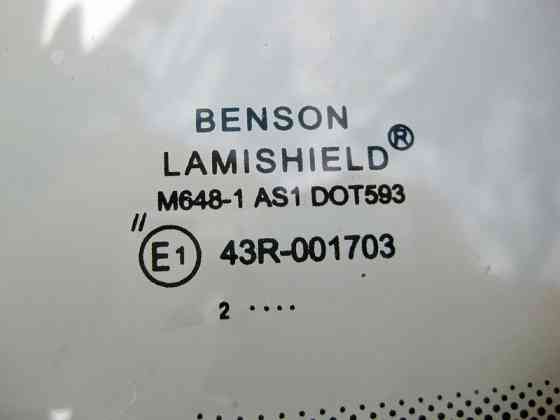 BENSON
LAMISHIELD®
M648-1 AS1 DOT593
//
E1 43R-001703
2 ....